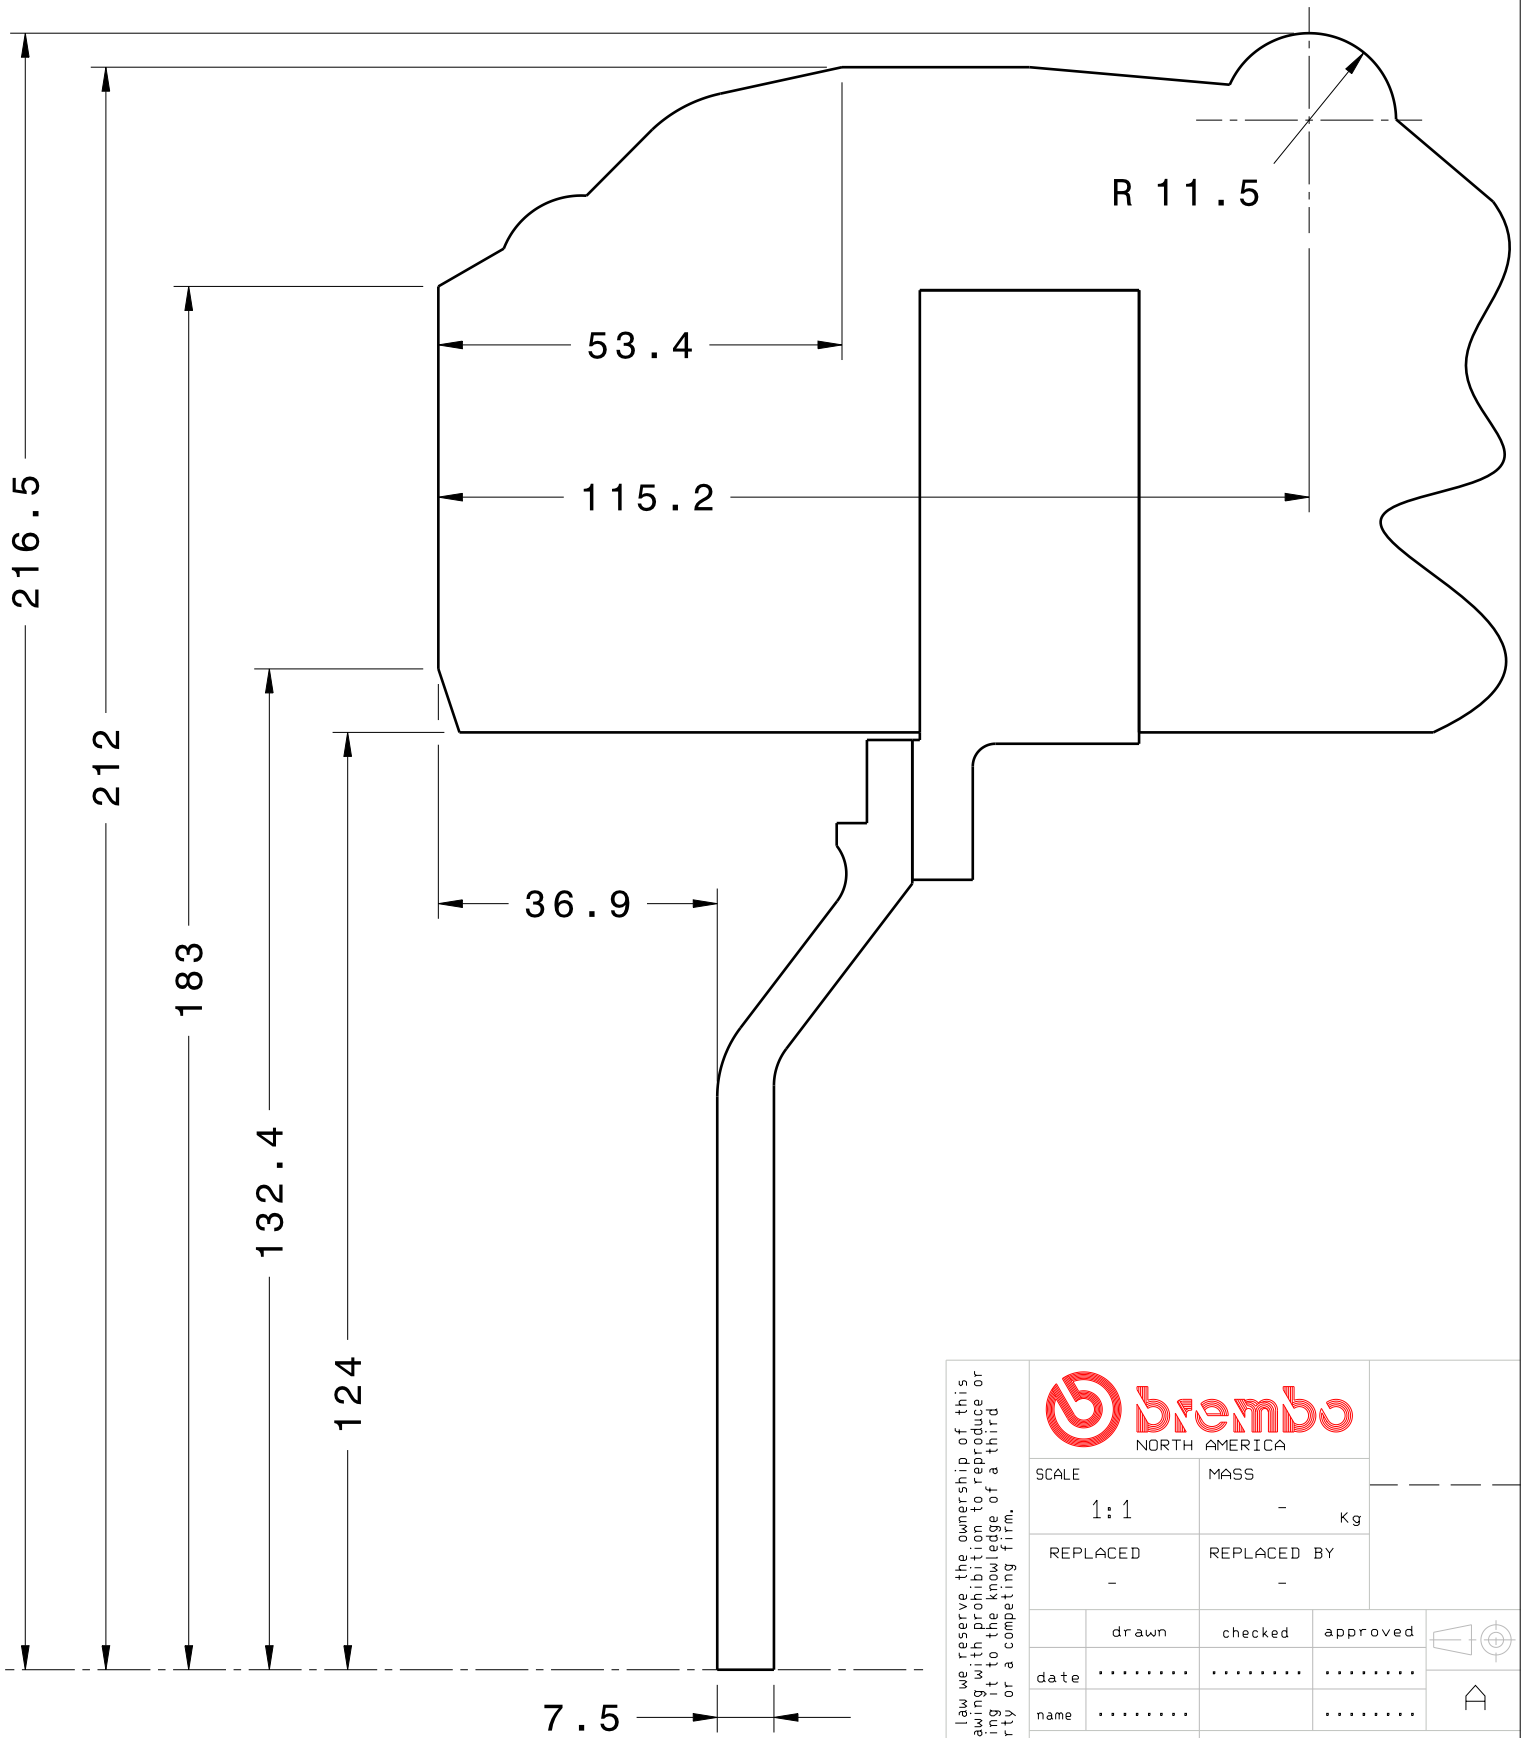 R 11.5
53.4
115.2
216.5
212
36.9
183
132.4
124
7.5
brembo
NORTH AMERICA
SCALE
MASS
1:1
-
Kg
REPLACED
REPLACED BY
-
-
drawn
checked
approved
date
........
........
........
name
........
........
A
law we reserve the ownership of this
awing with prohibition to reproduce or
ing it to the knowledge of a third
rty or a competing firm.